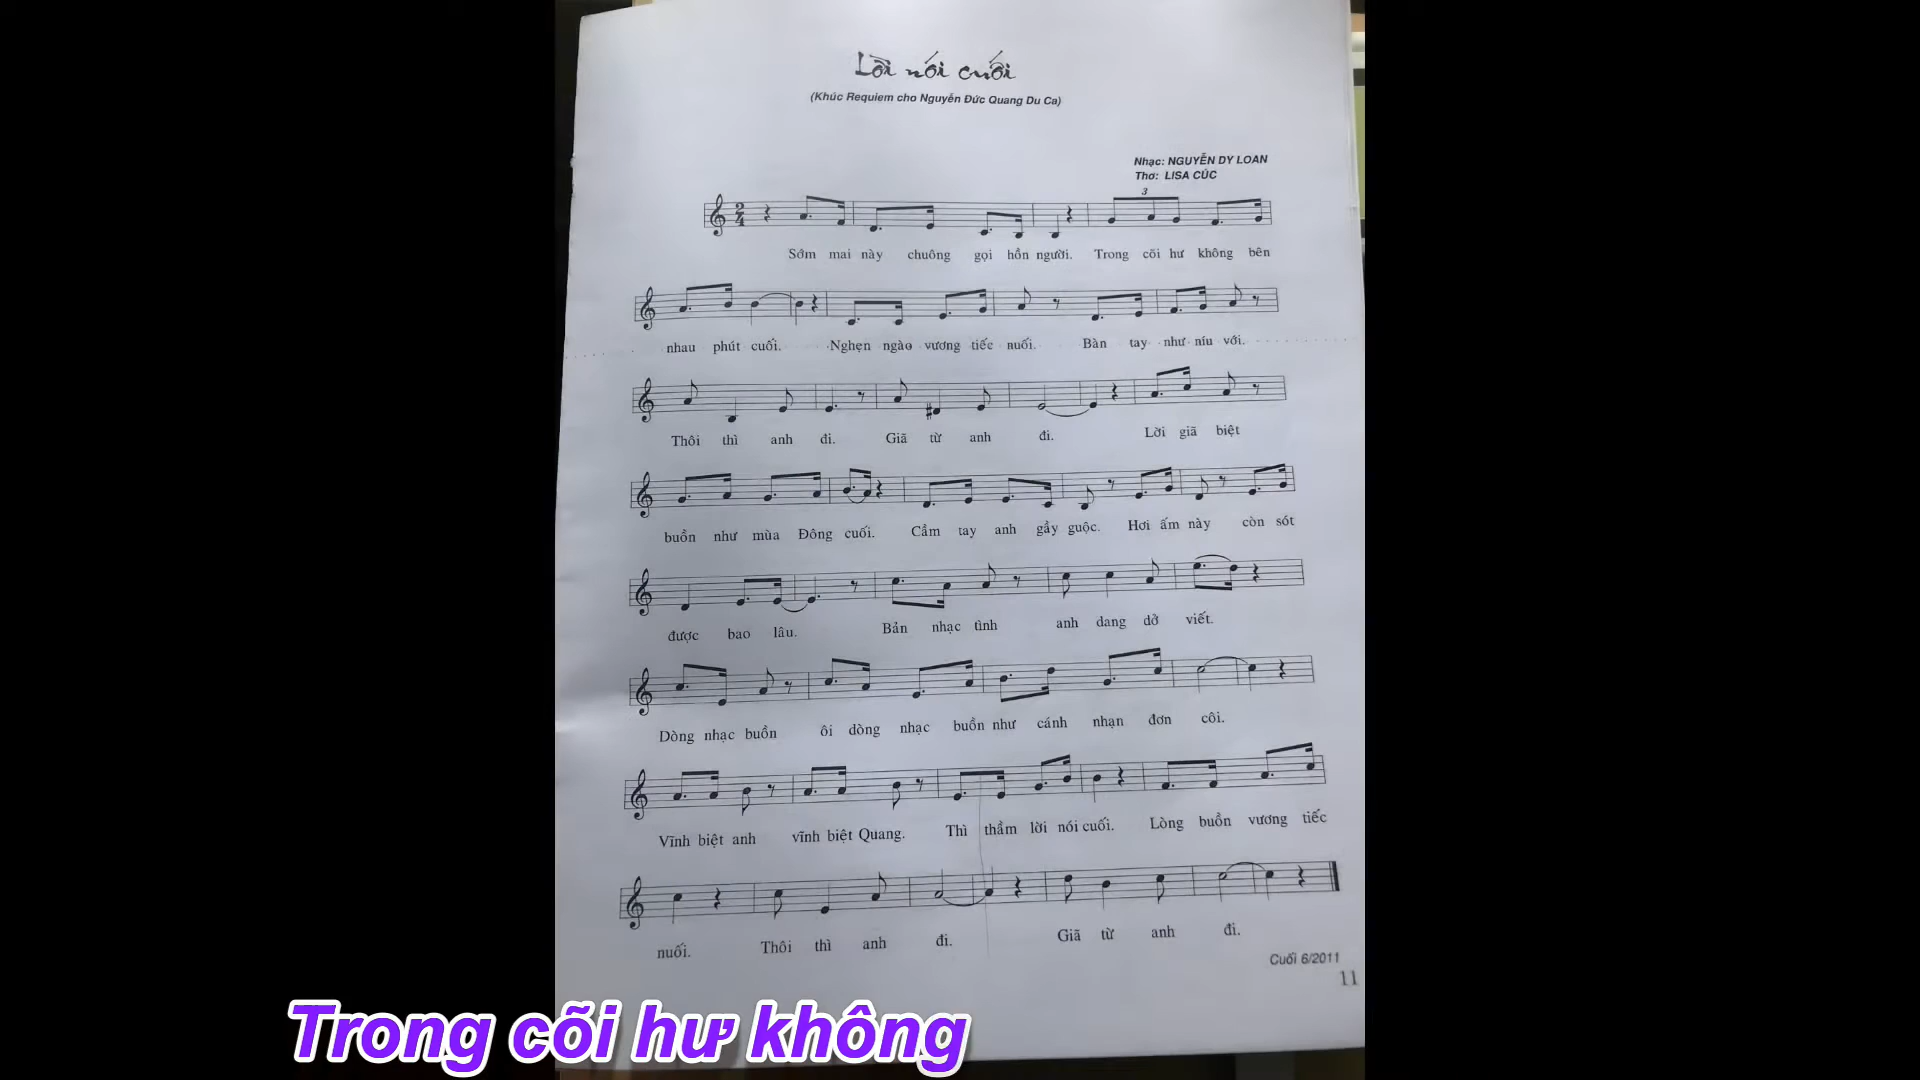 Lời nói cuối
(Khúc Requiem cho Nguyễn Đức Quang Du Ca)
Nhạc: NGUYỄN DY LOAN
Thơ: LISA CÚC
3
2
4
Sớm mai này chuông gọi hồn người. Trong cõi hư không bên
nhau phút cuối. Nghẹn ngào vương tiếc nuối. Bàn tay như níu với.
Thôi thì anh đi. Giã từ anh đi. Lời giã biệt
buồn như mùa Đông cuối. Cầm tay anh gầy guộc. Hơi ấm này còn sót
được bao lâu. Bản nhạc tình anh dang dở viết.
Dòng nhạc buồn ôi dòng nhạc buồn như cánh nhạn đơn côi.
Vĩnh biệt anh vĩnh biệt Quang. Thì thầm lời nói cuối. Lòng buồn vương tiếc
nuối. Thôi thì anh đi. Giã từ anh đi.
Cuối 6/2011
11
Trong cõi hư không